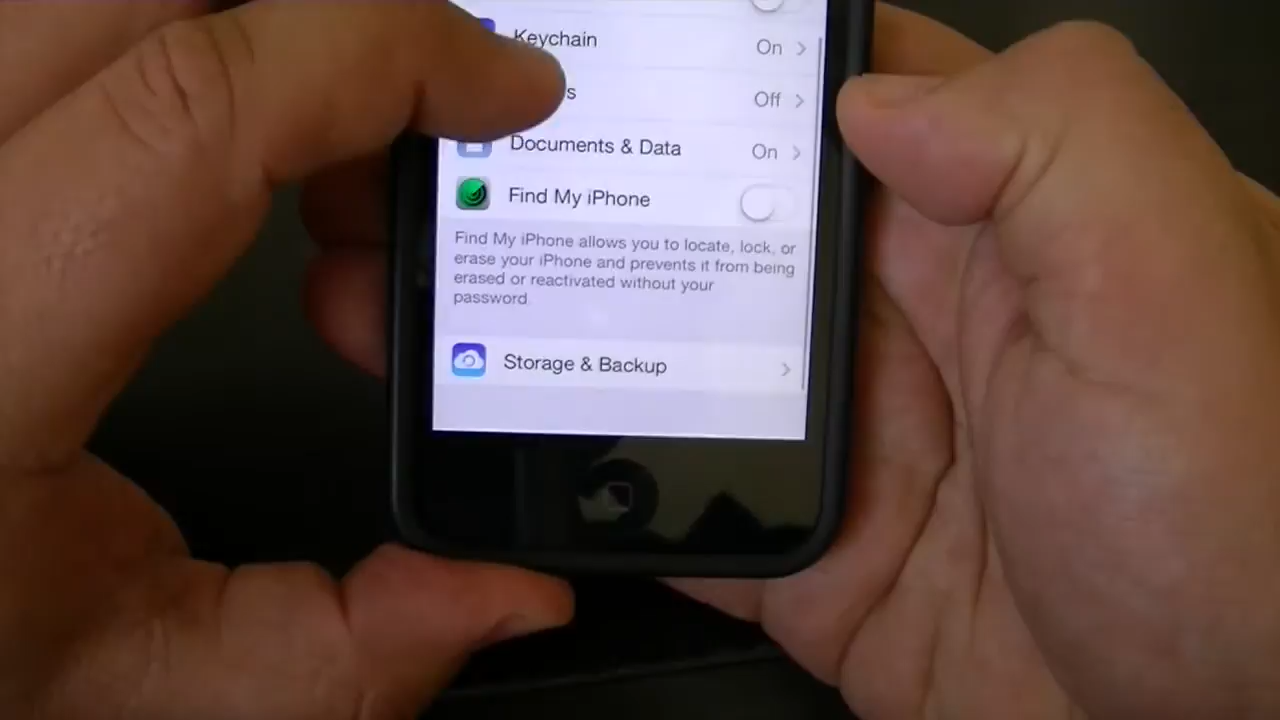 Keychain On
Off
Documents & Data On
Find My iPhone
Find My iPhone allows you to locate, lock, or
erase your iPhone and prevents it from being
erased or reactivated without your
password.
Storage & Backup